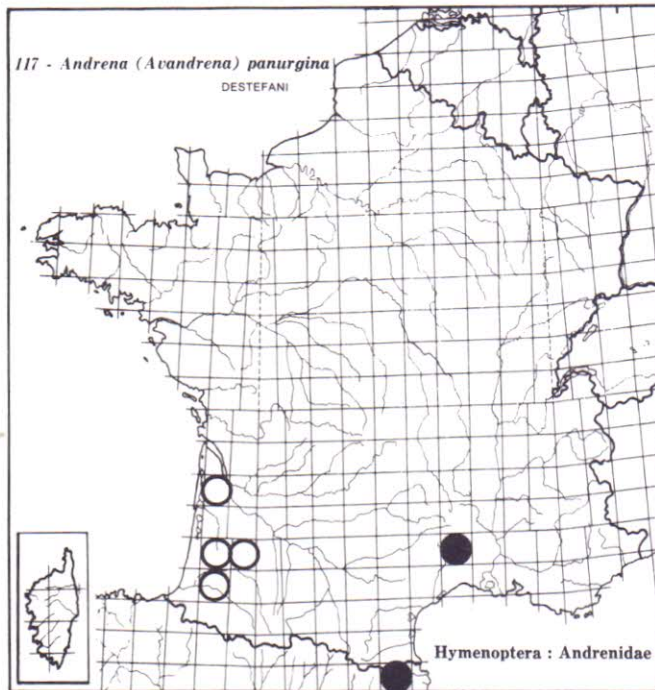 117 - Andrena (Avandrena) panurgina
DESTEFANI
Hymenoptera : Andrenidae